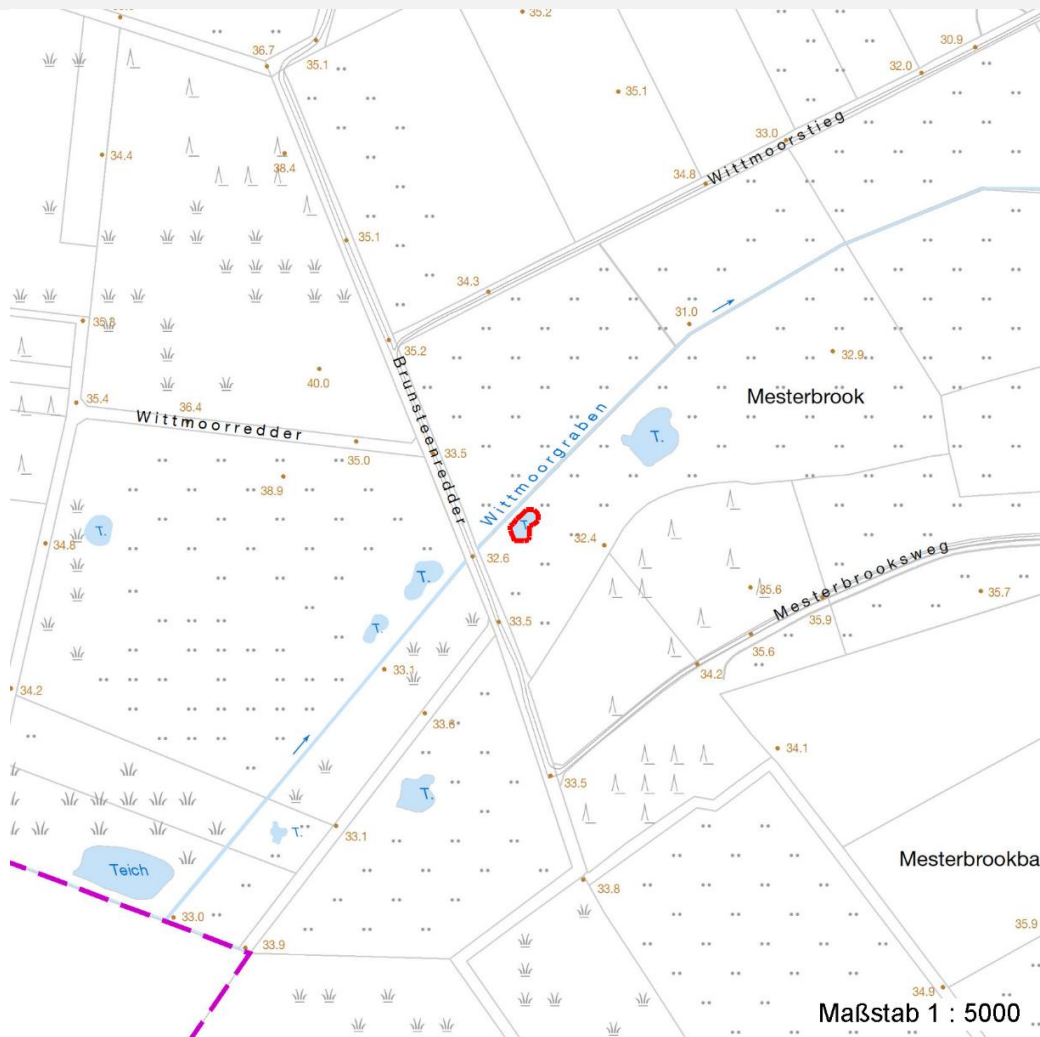 35.2
36.7
35.1
30.9
32.0
35.1
33.0
Wittmoorstieg
34.4
38.4
34.8
35.1
34.3
31.0
35.2
32.9
40.0
Brunsteenredder
Mesterbrook
35.4
36.4
Wittmoorredder
Wittmoorgraben
T.
33.5
35.0
38.9
T.
34.8
T.
32.4
32.6
T.
35.6
Mesterbrooksweg
35.7
35.9
T.
33.5
35.6
33.1
34.2
34.2
33.6
34.1
33.5
T.
33.1
T.
Teich
Mesterbrookba
33.8
33.0
35.9
33.9
34.9
Maßstab 1 : 5000